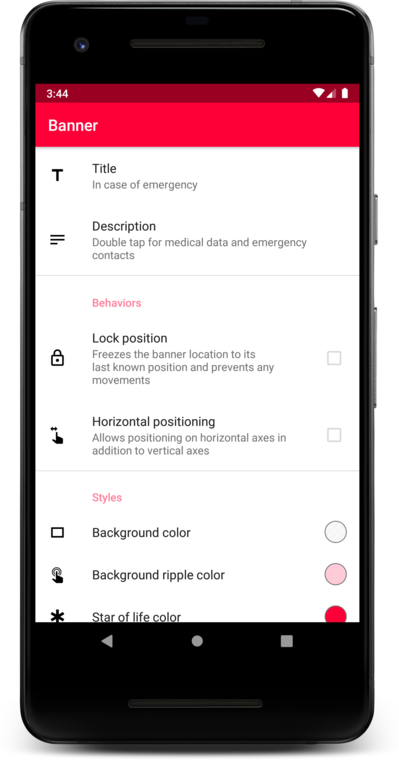 3:44
Banner
Title
In case of emergency
Description
Double tap for medical data and emergency
contacts
Behaviors
Lock position
Freezes the banner location to its
last known position and prevents any
movements
Horizontal positioning
Allows positioning on horizontal axes in
addition to vertical axes
Styles
Background color
Background ripple color
Star of life color